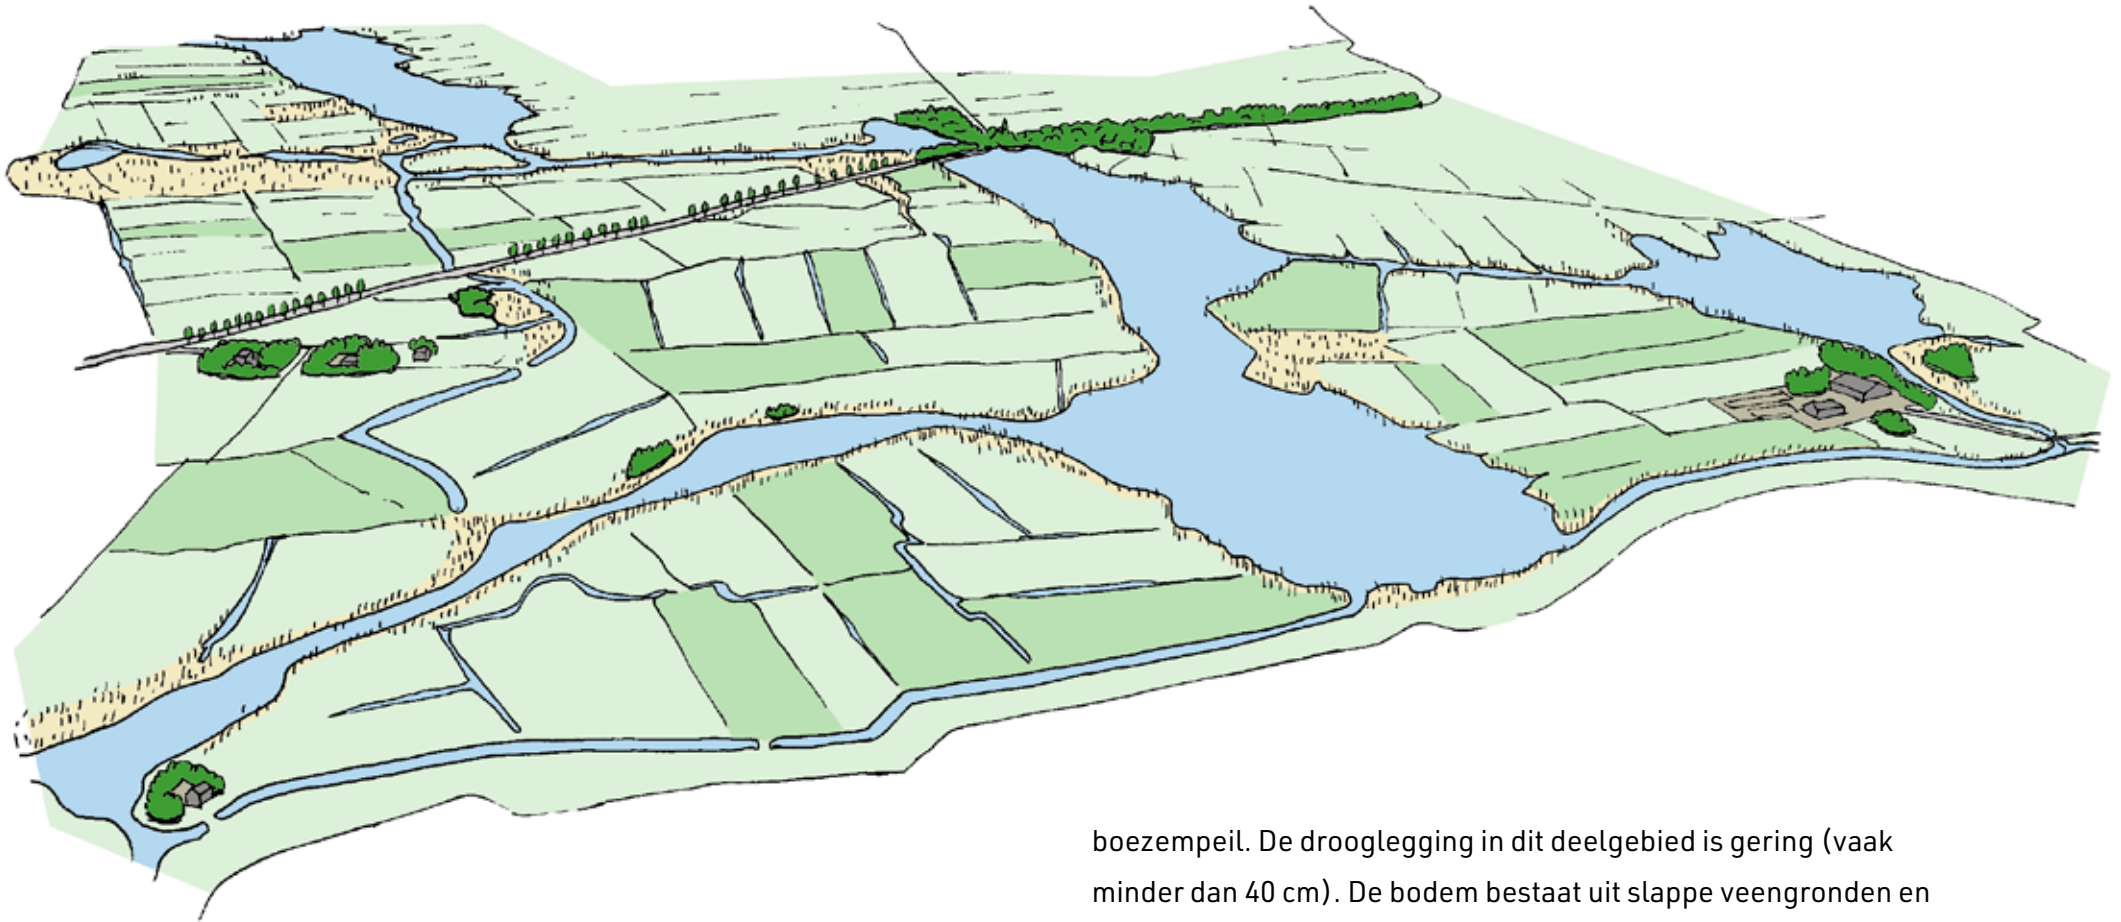 boezempeil. De drooglegging in dit deelgebied is gering (vaak
minder dan 40 cm). De bodem bestaat uit slappe veengronden en